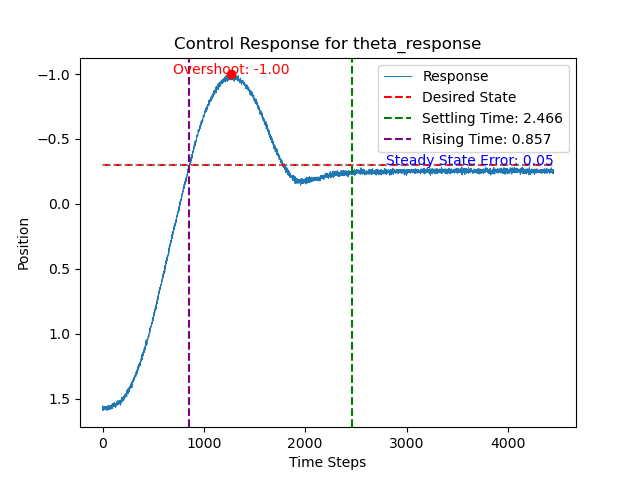 Control Response for theta_response
Overshoot: -1.00
Response
Desired State
Settling Time: 2.466
Rising Time: 0.857
Steady State Error: 0.05
−1.0
−0.5
0.0
0.5
1.0
1.5
Position
0
1000
2000
3000
4000
Time Steps